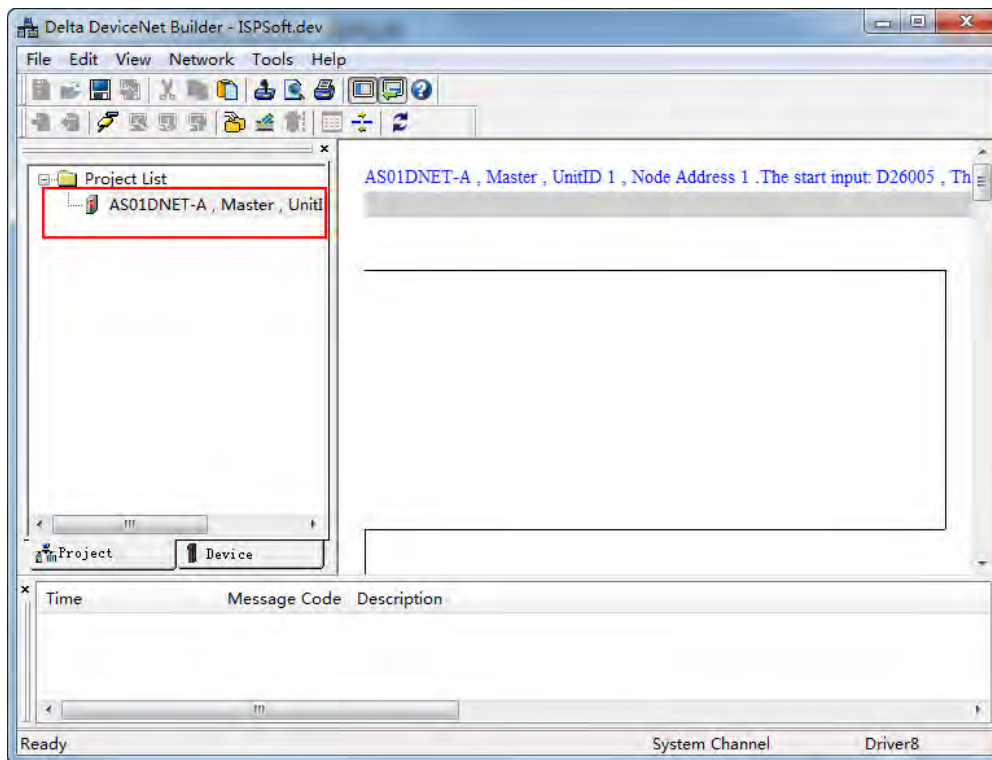 Delta DeviceNet Builder - ISPSoft.dev
File Edit View Network Tools Help
Project List
AS01DNET-A , Master , UnitI
AS01DNET-A , Master , UnitID 1 , Node Address 1 .The start input: D26005 , Th
Project Device
Time Message Code Description
Ready System Channel Driver8